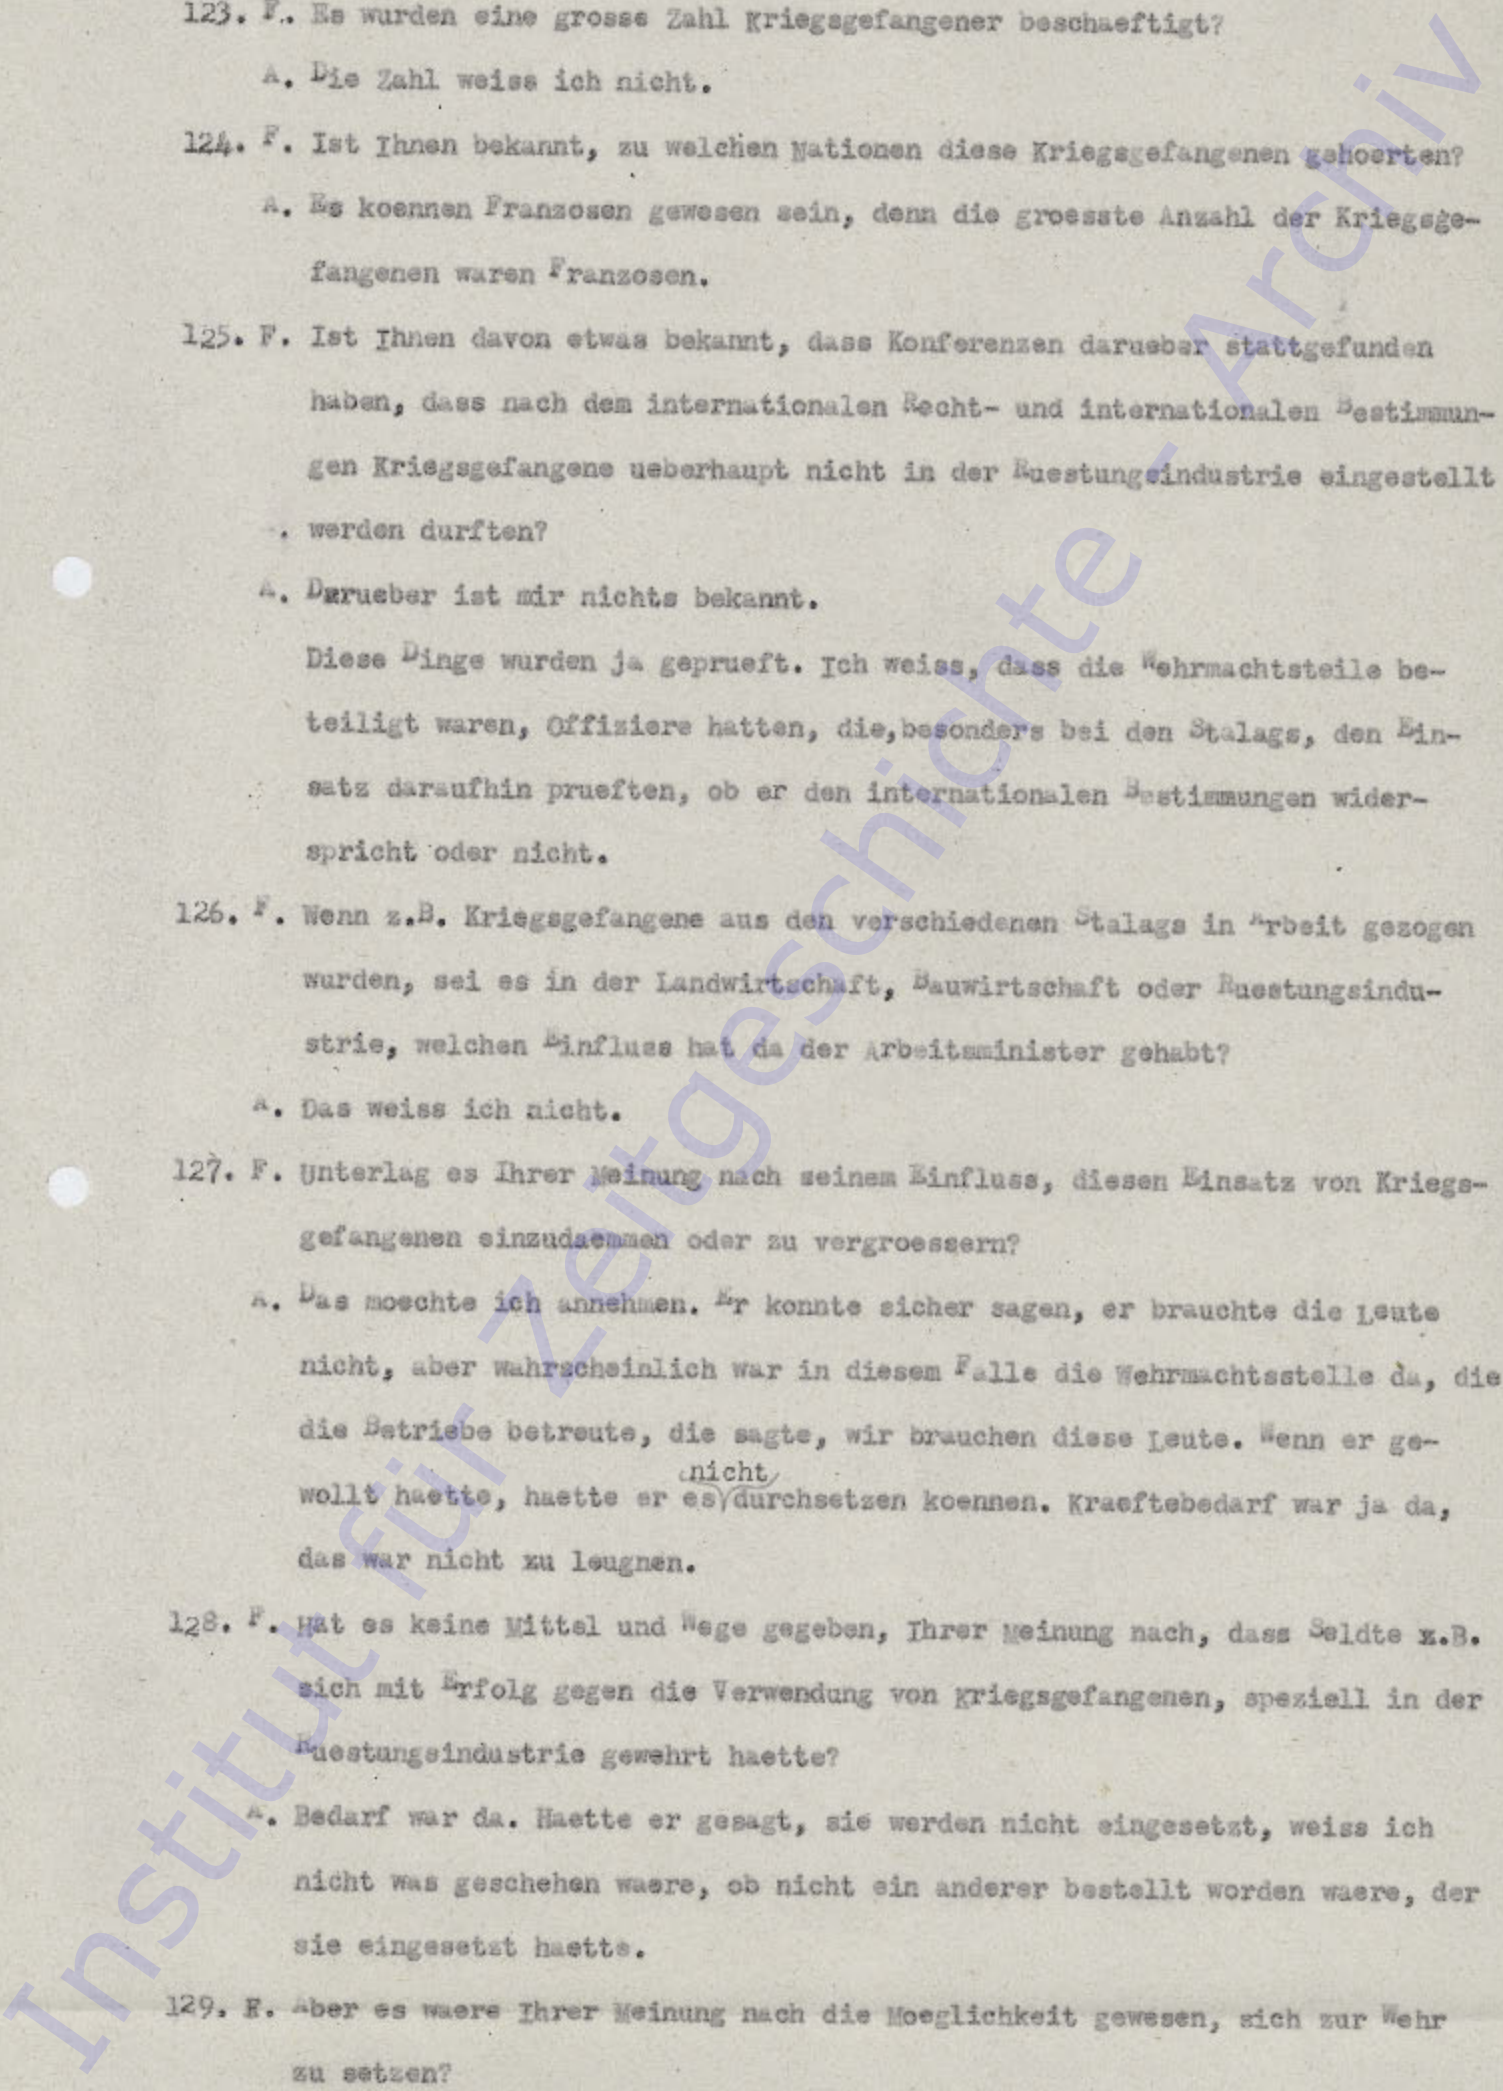 123. F. Es wurden eine grosse Zahl Kriegsgefangener beschaeftigt?
A. Die Zahl weiss ich nicht.
124. F. Ist Ihnen bekannt, zu welchen Nationen diese Kriegsgefangenen gehoerten?
A. Es koennen Franzosen gewesen sein, denn die groesste Anzahl der Kriegsge-
fangenen waren Franzosen.
125. F. Ist Ihnen davon etwas bekannt, dass Konferenzen darueber stattgefunden
haben, dass nach dem internationalen Recht- und internationalen Bestimmun-
gen Kriegsgefangene ueberhaupt nicht in der Ruestungsindustrie eingestellt
werden durften?
A. Darueber ist mir nichts bekannt.
Diese Dinge wurden ja geprueft. Ich weiss, dass die Wehrmachtsteile be-
teiligt waren, Offiziere hatten, die, besonders bei den Stalags, den Ein-
satz daraufhin prueften, ob er den internationalen Bestimmungen wider-
spricht oder nicht.
126. F. Wenn z.B. Kriegsgefangene aus den verschiedenen Stalags in Arbeit gezogen
wurden, sei es in der Landwirtschaft, Bauwirtschaft oder Ruestungsindu-
strie, welchen Einfluss hat da der Arbeitsminister gehabt?
A. Das weiss ich nicht.
127. F. Unterlag es Ihrer Meinung nach seinem Einfluss, diesen Einsatz von Kriegs-
gefangenen einzudaemmen oder zu vergroessern?
A. Das moechte ich annehmen. Er konnte sicher sagen, er brauchte die Leute
nicht, aber wahrscheinlich war in diesem Falle die Wehrmachtsstelle da, die
die Betriebe betreute, die sagte, wir brauchen diese Leute. Wenn er ge-
wollt haette, haette er es nicht durchsetzen koennen. Kraeftebedarf war ja da,
das war nicht zu leugnen.
128. F. Hat es keine Mittel und Wege gegeben, Ihrer Meinung nach, dass Seldte z.B.
sich mit Erfolg gegen die Verwendung von Kriegsgefangenen, speziell in der
Ruestungsindustrie gewehrt haette?
A. Bedarf war da. Haette er gesagt, sie werden nicht eingesetzt, weiss ich
nicht was geschehen waere, ob nicht ein anderer bestellt worden waere, der
sie eingesetzt haette.
129. F. Aber es waere Ihrer Meinung nach die Moeglichkeit gewesen, sich zur Wehr
zu setzen?
Institut für Zeitgeschichte - Archiv